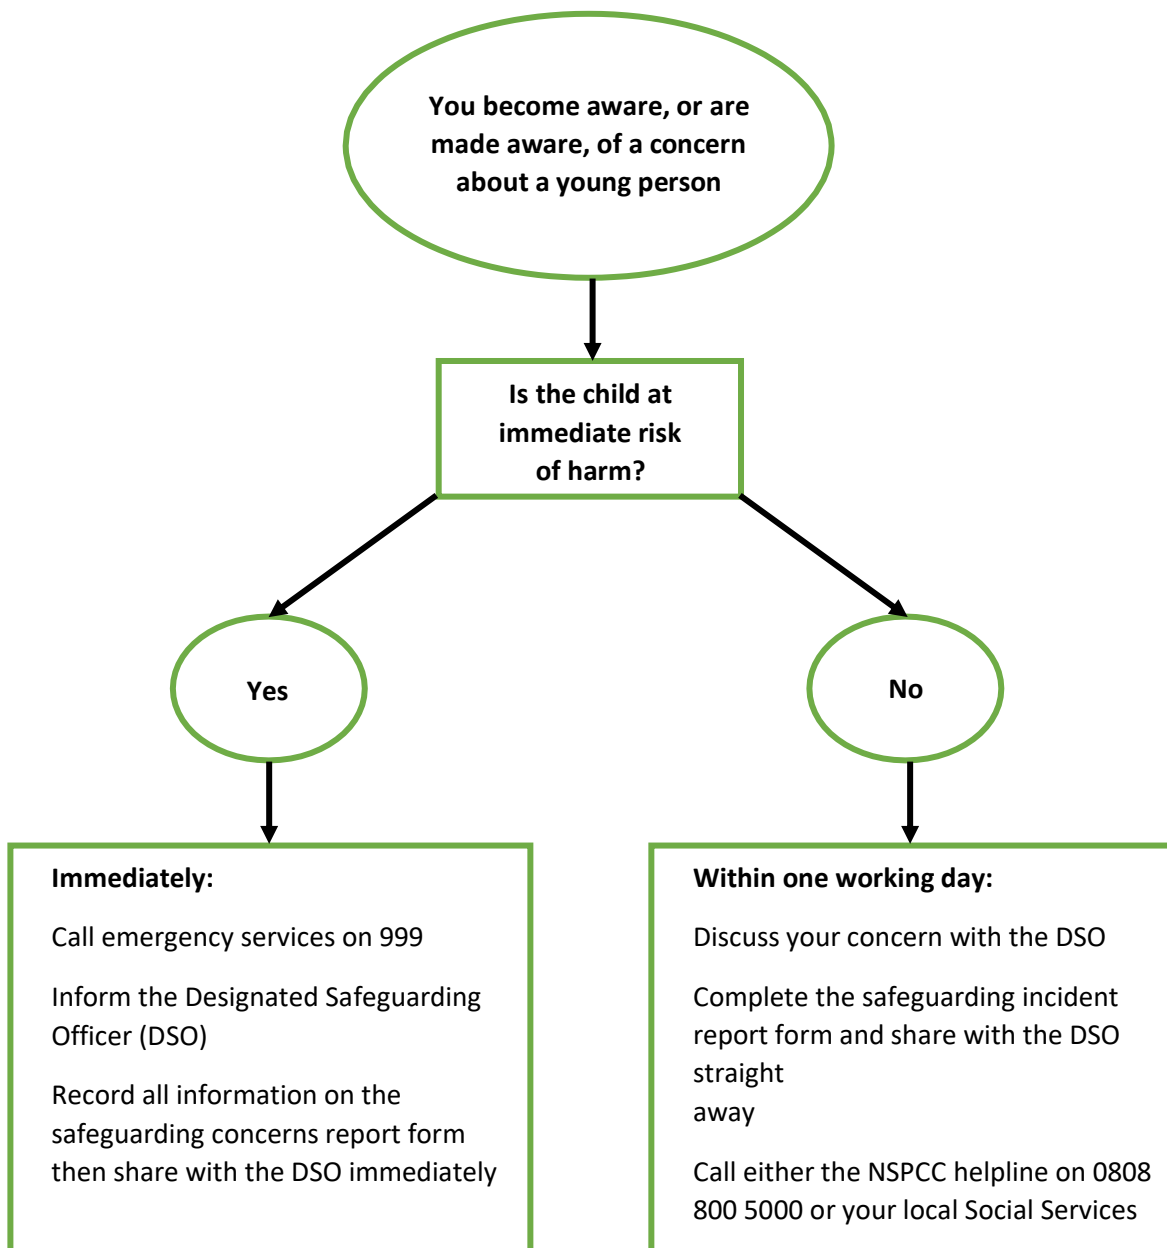 You become aware, or are
made aware, of a concern
about a young person
Is the child at
immediate risk
of harm?
Yes
No
Immediately:
Call emergency services on 999
Inform the Designated Safeguarding
Officer (DSO)
Record all information on the
safeguarding concerns report form
then share with the DSO immediately
Within one working day:
Discuss your concern with the DSO
Complete the safeguarding incident
report form and share with the DSO
straight
away
Call either the NSPCC helpline on 0808
800 5000 or your local Social Services